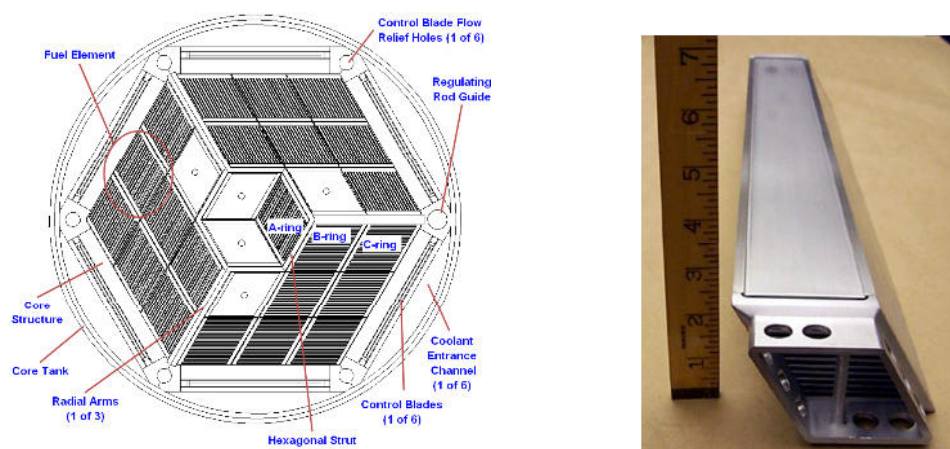 Control Blade Flow
Relief Holes (1 of 6)
Fuel Element
Regulating
Rod Guide
A-ring
B-ring
C-ring
Core
Structure
Core Tank
Radial Arms
(1 of 3)
Hexagonal Strut
Control Blades
(1 of 6)
Coolant
Entrance
Channel
(1 of 6)
7
6
5
4
3
2
1